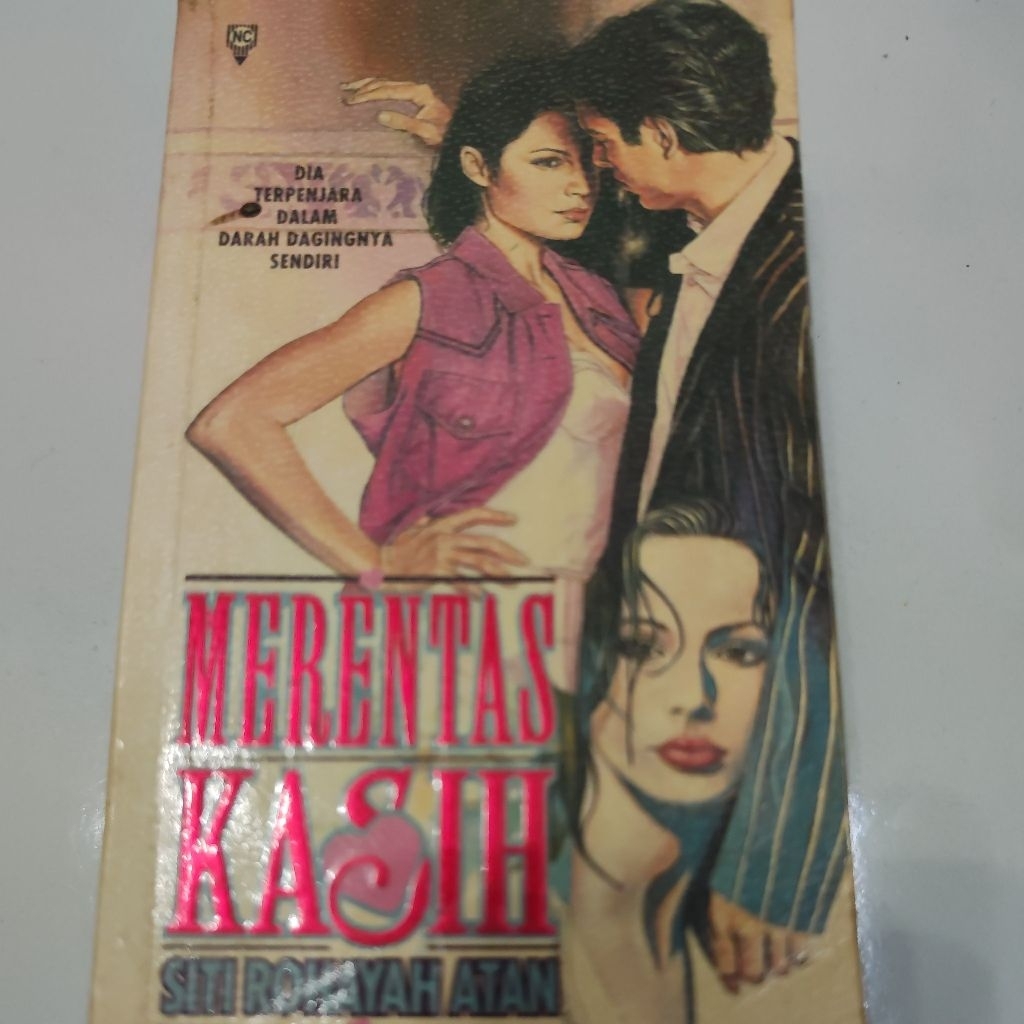 NC
DIA
TERPENJARA
DALAM
DARAH DAGINGNYA
SENDIRI
MERENTAS
KASIH
SITI ROHAYAH ATAN